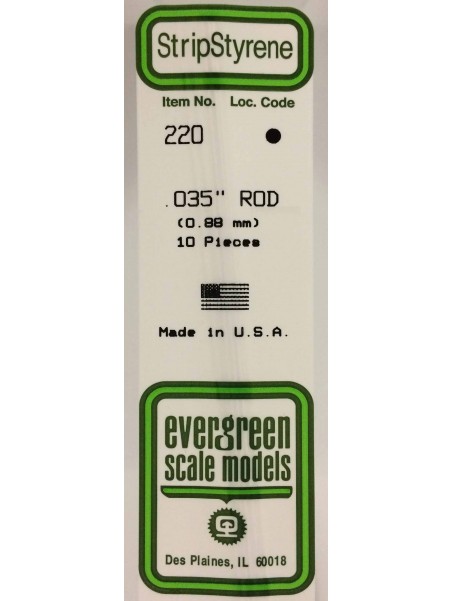 StripStyrene
Item No. Loc. Code
220 ●
.035" ROD
(0.88 mm)
10 Pieces
Made in U.S.A.
evergreen
scale models
Des Plaines, IL 60018